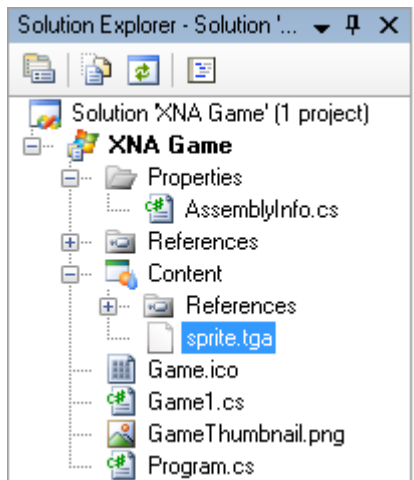 Solution Explorer - Solution '...
Solution 'XNA Game' (1 project)
XNA Game
Properties
AssemblyInfo.cs
References
Content
References
sprite.tga
Game.ico
Game1.cs
GameThumbnail.png
Program.cs